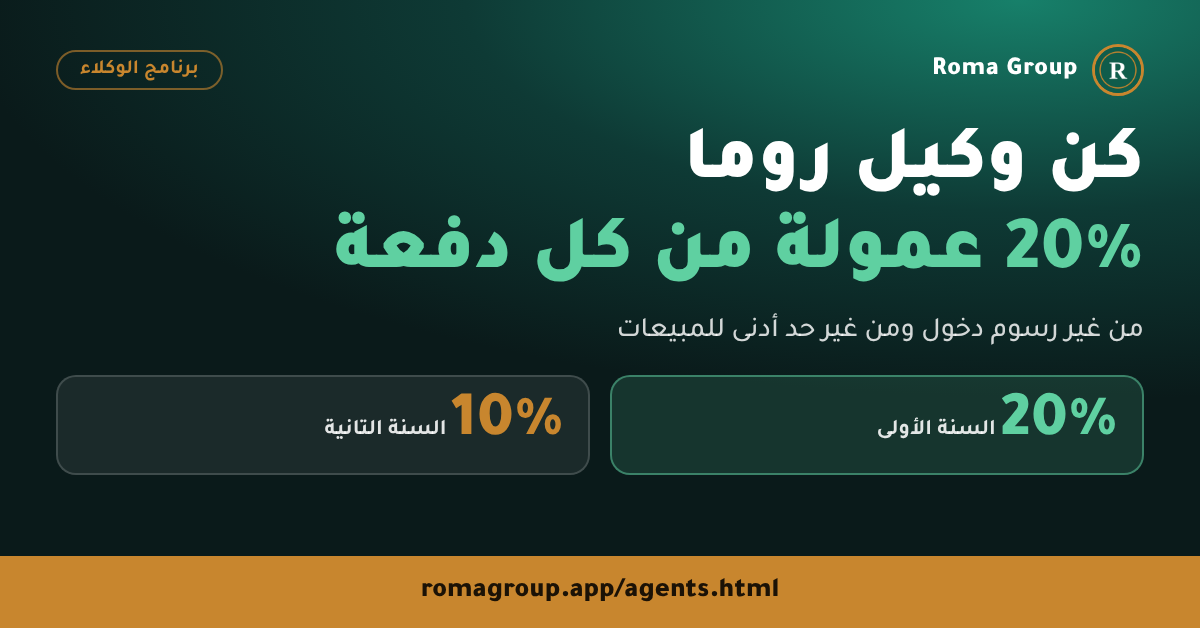 Roma Group
R
برنامج الوكلاء
كن وكيل روما
20% عمولة من كل دفعة
من غير رسوم دخول ومن غير حد أدنى للمبيعات
20% السنة الأولى
10% السنة التانية
romagroup.app/agents.html